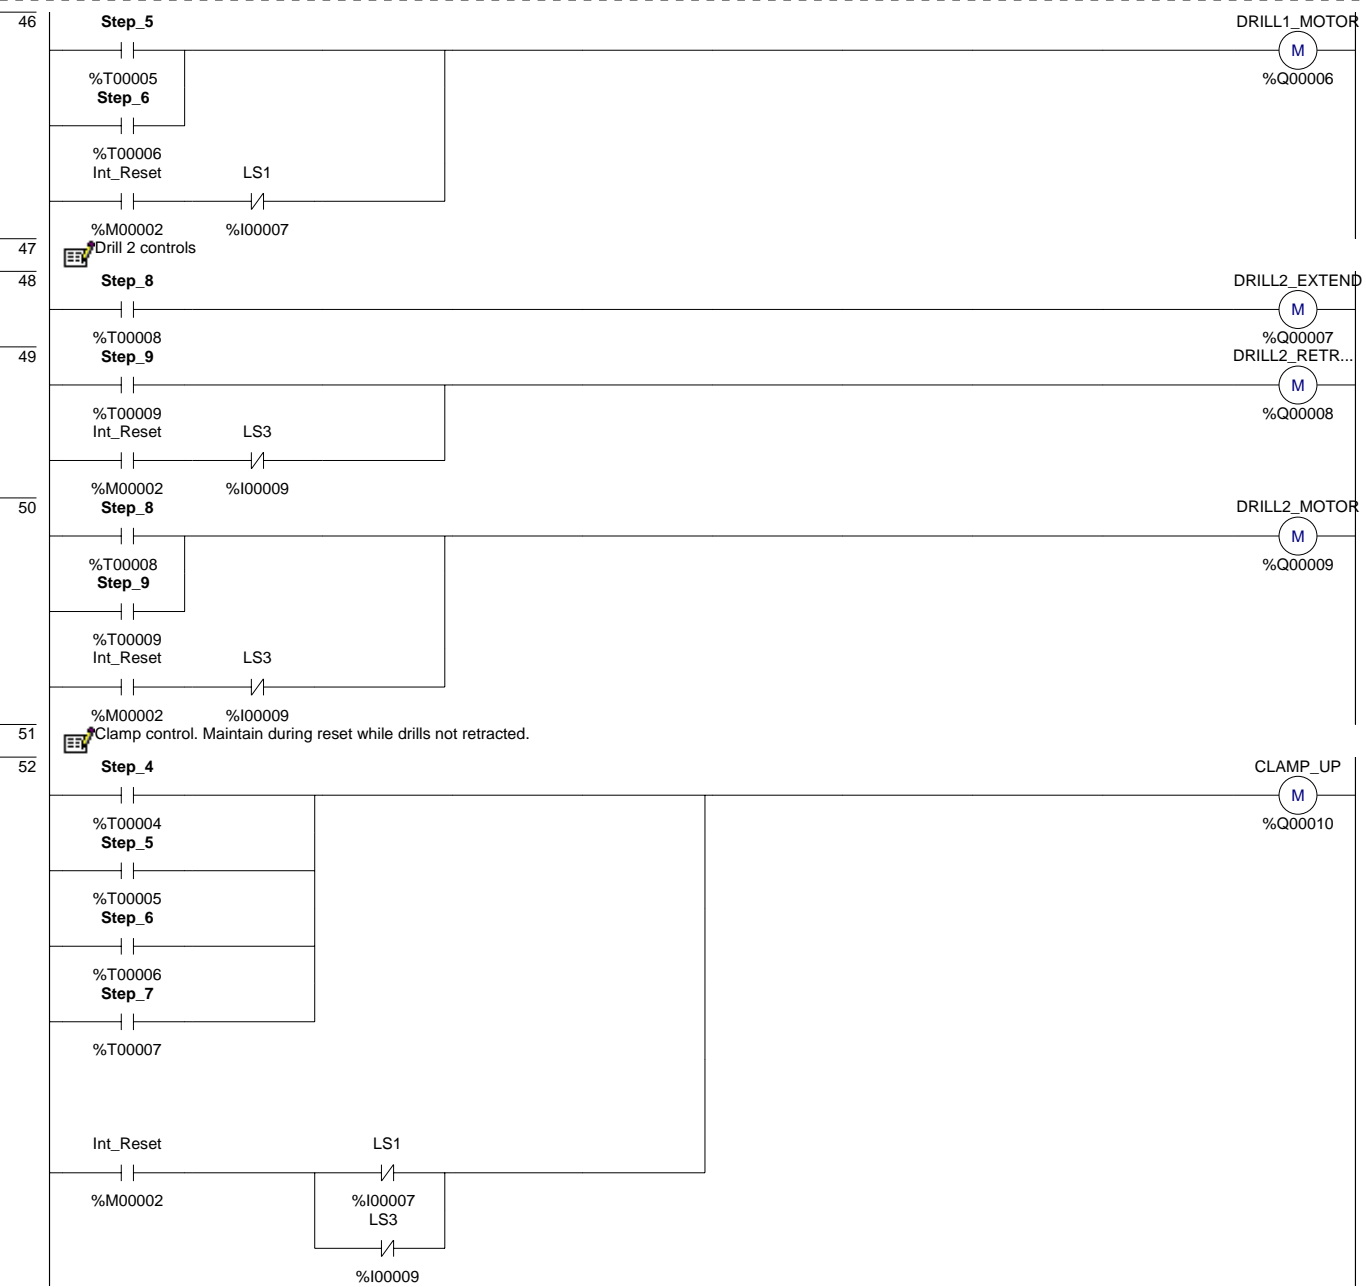 46 Step_5 DRILL1_MOTOR
M
%T00005 %Q00006
Step_6
%T00006
Int_Reset LS1
%M00002 %I00007
47 Drill 2 controls
48 Step_8 DRILL2_EXTEND
M
%T00008 %Q00007
49 Step_9 DRILL2_RETR...
M
%T00009 %Q00008
Int_Reset LS3
%M00002 %I00009
50 Step_8 DRILL2_MOTOR
M
%T00008 %Q00009
Step_9
%T00009
Int_Reset LS3
%M00002 %I00009
51 Clamp control. Maintain during reset while drills not retracted.
52 Step_4 CLAMP_UP
M
%T00004 %Q00010
Step_5
%T00005
Step_6
%T00006
Step_7
%T00007
Int_Reset LS1
%M00002 %I00007
LS3
%I00009